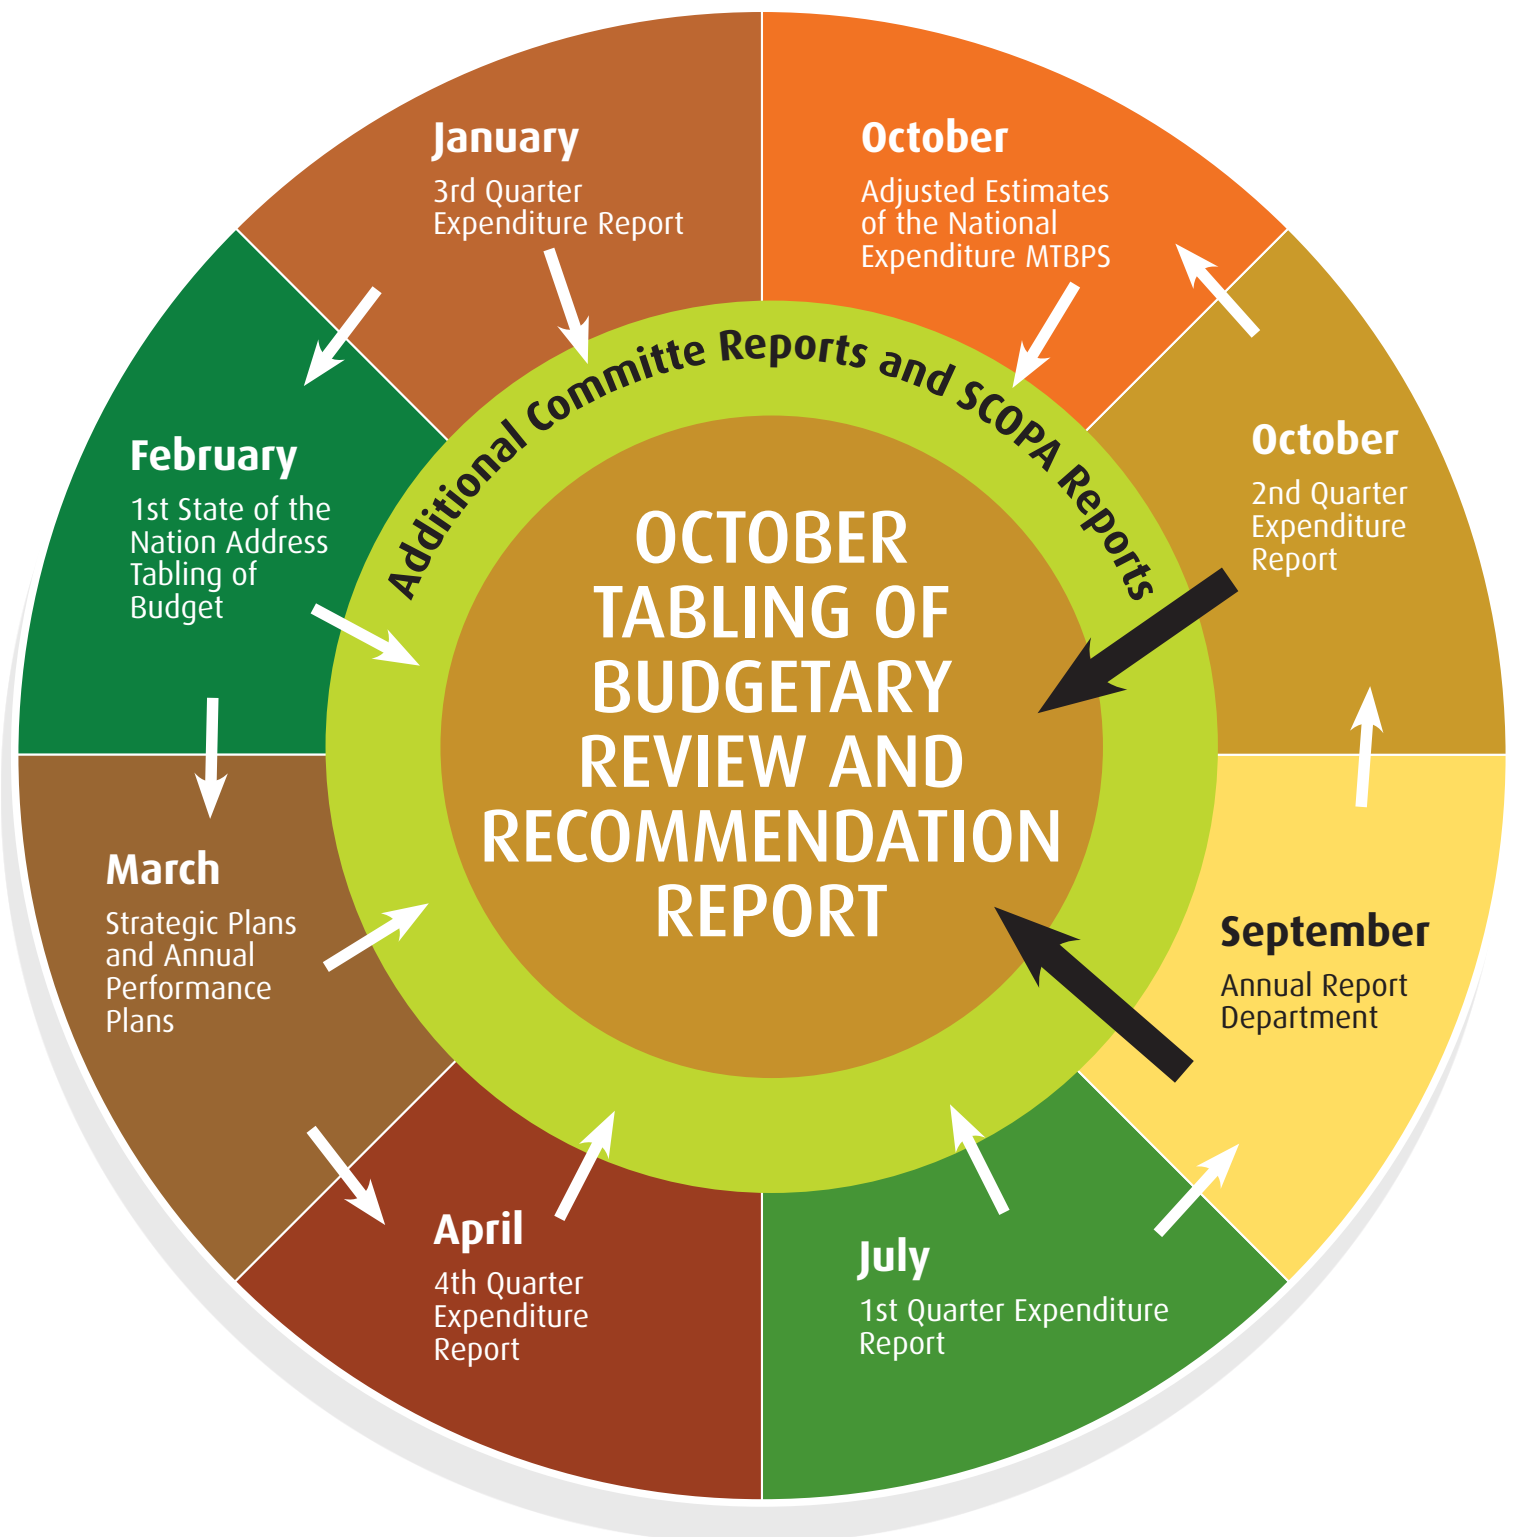 January
3rd Quarter
Expenditure Report
October
Adjusted Estimates
of the National
Expenditure MTBPS
October
2nd Quarter
Expenditure
Report
September
Annual Report
Department
July
1st Quarter Expenditure
Report
April
4th Quarter
Expenditure
Report
March
Strategic Plans
and Annual
Performance
Plans
February
1st State of the
Nation Address
Tabling of
Budget
Additional Committe Reports and SCOPA Reports
OCTOBER
TABLING OF
BUDGETARY
REVIEW AND
RECOMMENDATION
REPORT